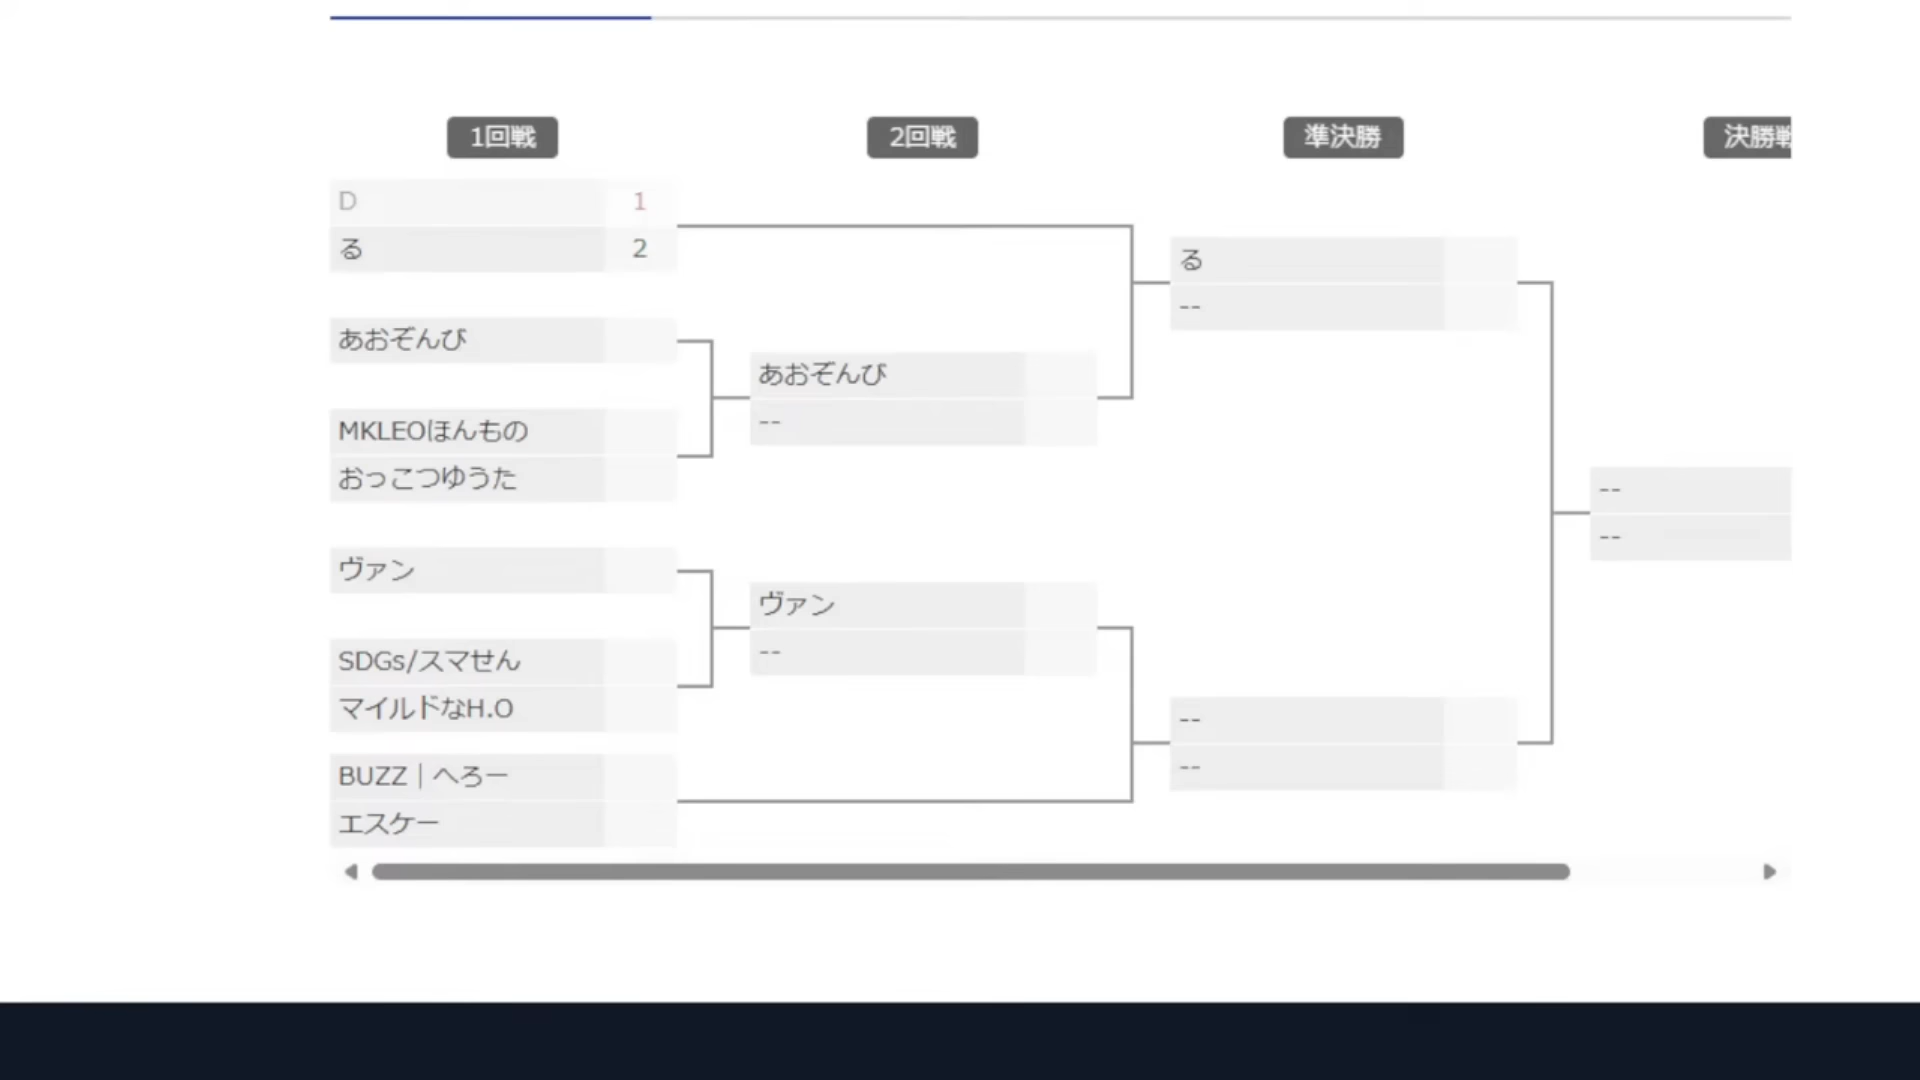 1回戦
2回戦
準決勝
決勝戦
D 1
る 2
あおぞんび
MKLEOほんもの
おっこつゆうた
ヴァン
SDGs/スマせん
マイルドなH.O
BUZZ｜へろー
エスケー
あおぞんび
--
ヴァン
--
る
--
--
--
--
--